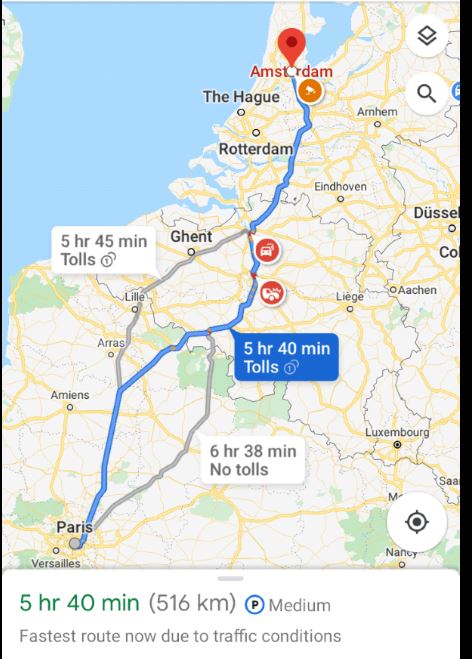 Amsterdam
The Hague
Arnhem
Rotterdam
Eindhoven
Düssel
Ghent
5 hr 45 min
Tolls
Co
Lille
Liège
Aachen
Arras
5 hr 40 min
Tolls
Amiens
Luxembourg
6 hr 38 min
No tolls
Saa
Me
Paris
Versailles
Nancy
5 hr 40 min (516 km) P Medium
Fastest route now due to traffic conditions